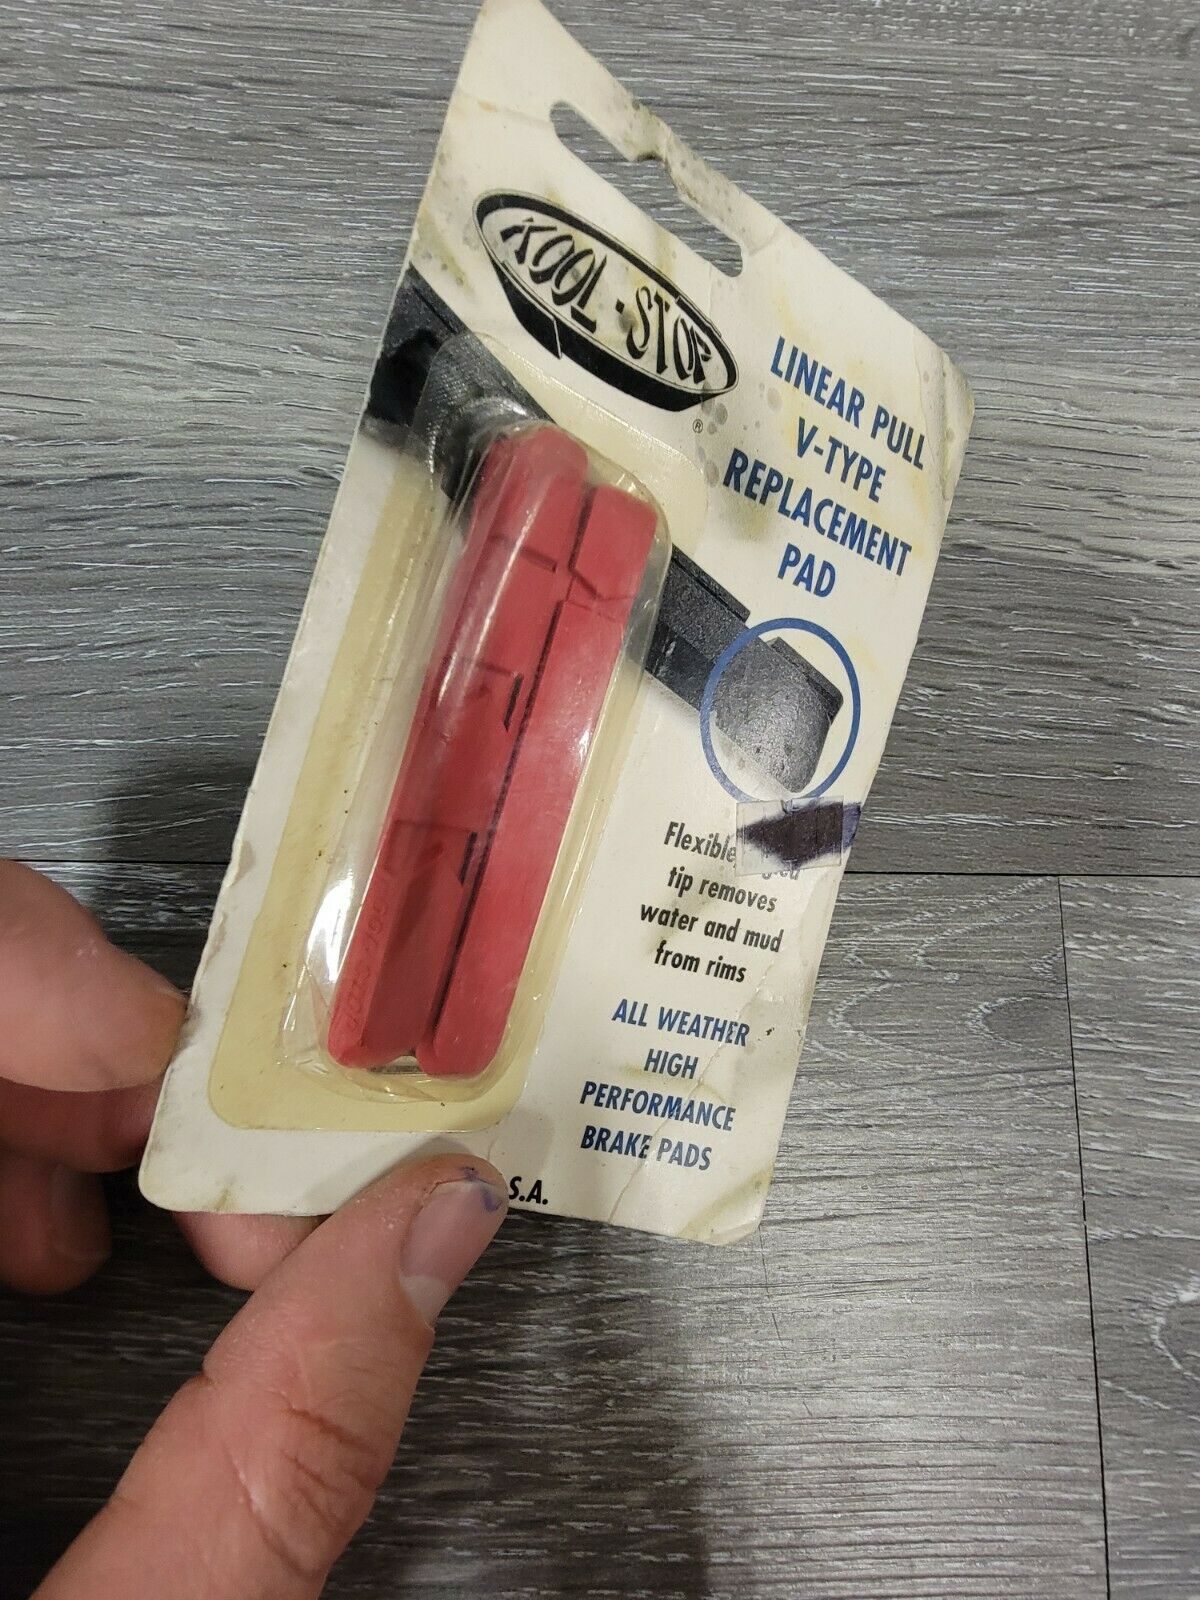 KOOL·STOP
®
LINEAR PULL
V-TYPE
REPLACEMENT
PAD
Flexible
tip removes
water and mud
from rims
ALL WEATHER
HIGH
PERFORMANCE
BRAKE PADS
S.A.